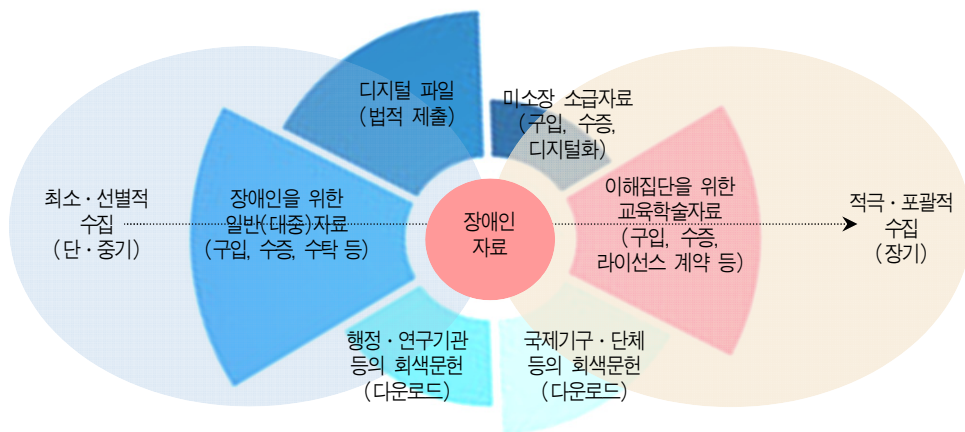 디지털 파일
(법적 제출)
미소장 소급자료
(구입, 수증,
디지털화)
최소·선별적
수집
(단·중기)
장애인을 위한
일반(대중)자료
(구입, 수증, 수탁 등)
장애인
자료
이해집단을 위한
교육학술자료
(구입, 수증,
라이선스 계약 등)
적극·포괄적
수집
(장기)
행정·연구기관
등의 회색문헌
(다운로드)
국제기구·단체
등의 회색문헌
(다운로드)